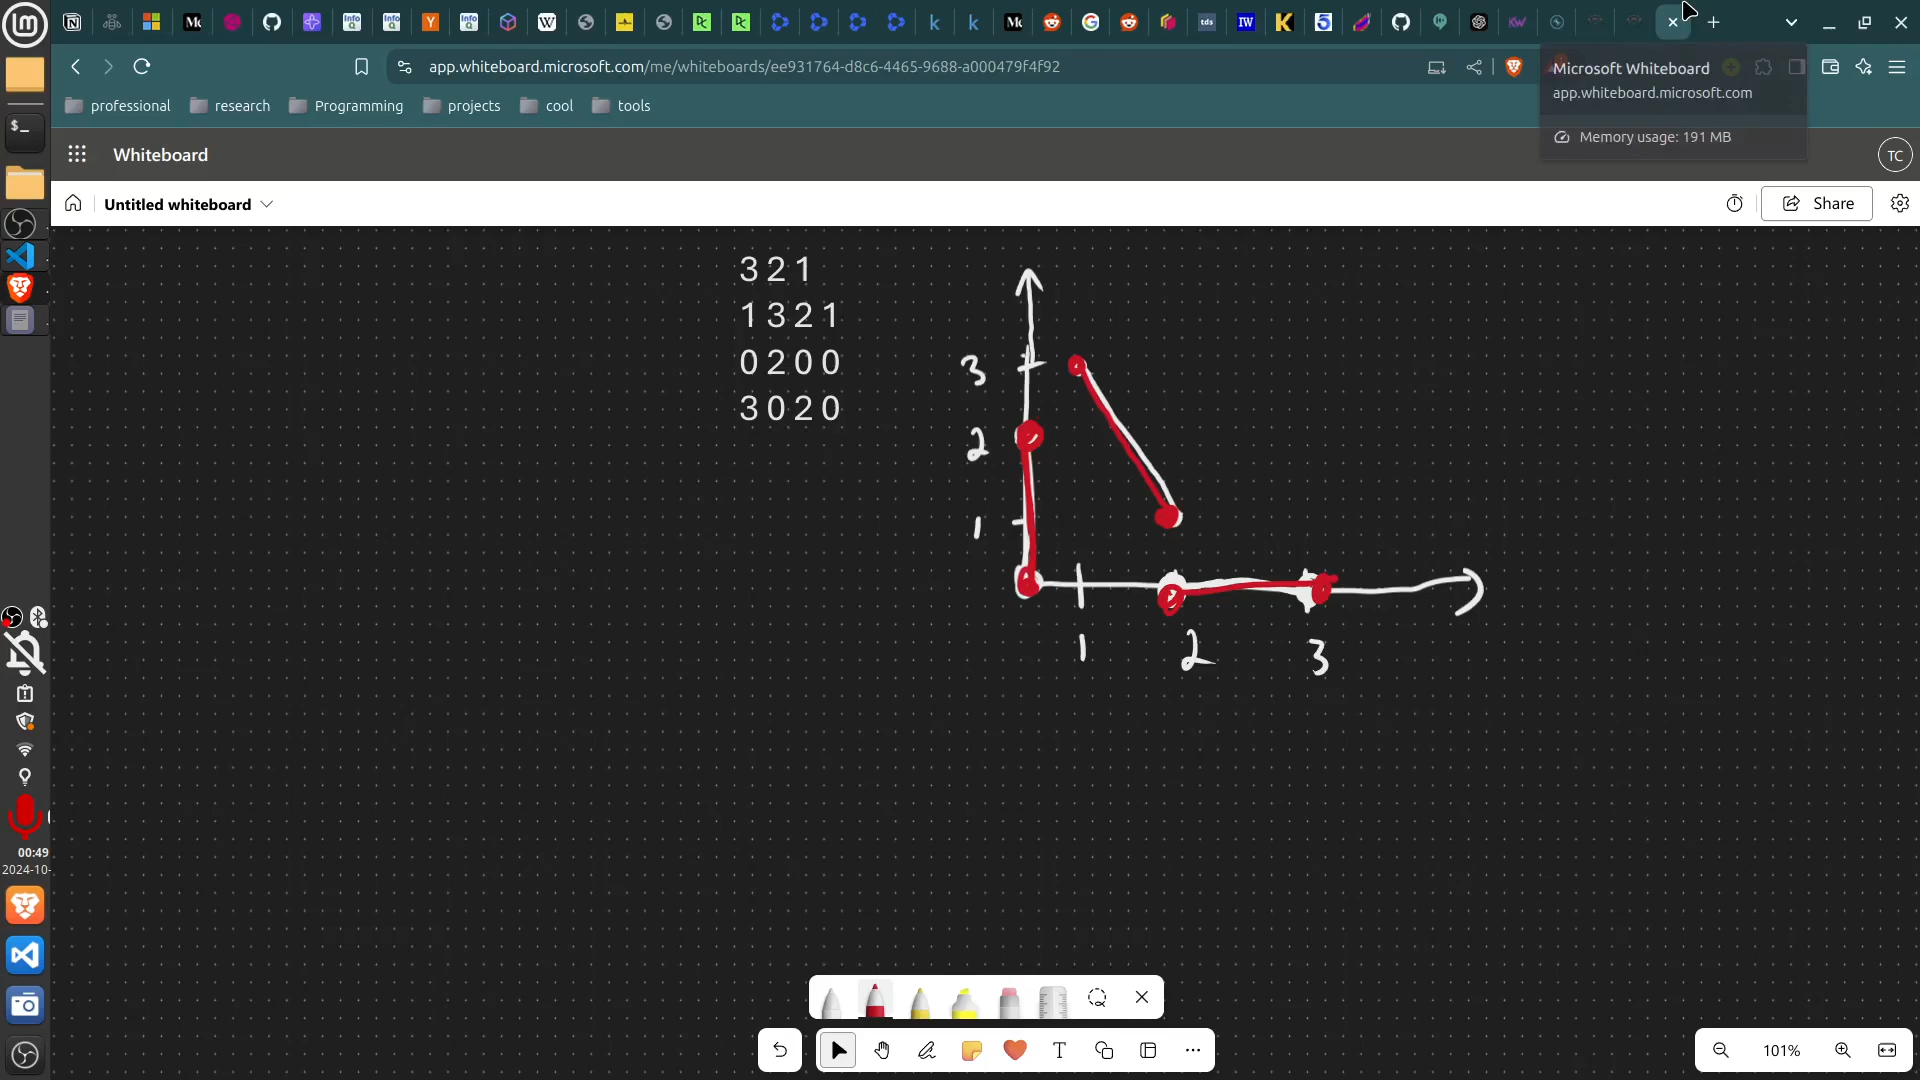 app.whiteboard.microsoft.com/me/whiteboards/ee931764-d8c6-4465-9688-a000479f4f92
Microsoft Whiteboard
app.whiteboard.microsoft.com
Memory usage: 191 MB
professional
research
Programming
projects
cool
tools
Whiteboard
TC
Untitled whiteboard
Share
3 2 1
1 3 2 1
0 2 0 0
3 0 2 0
3
2
1
1
2
3
00:49
2024-10-
101%